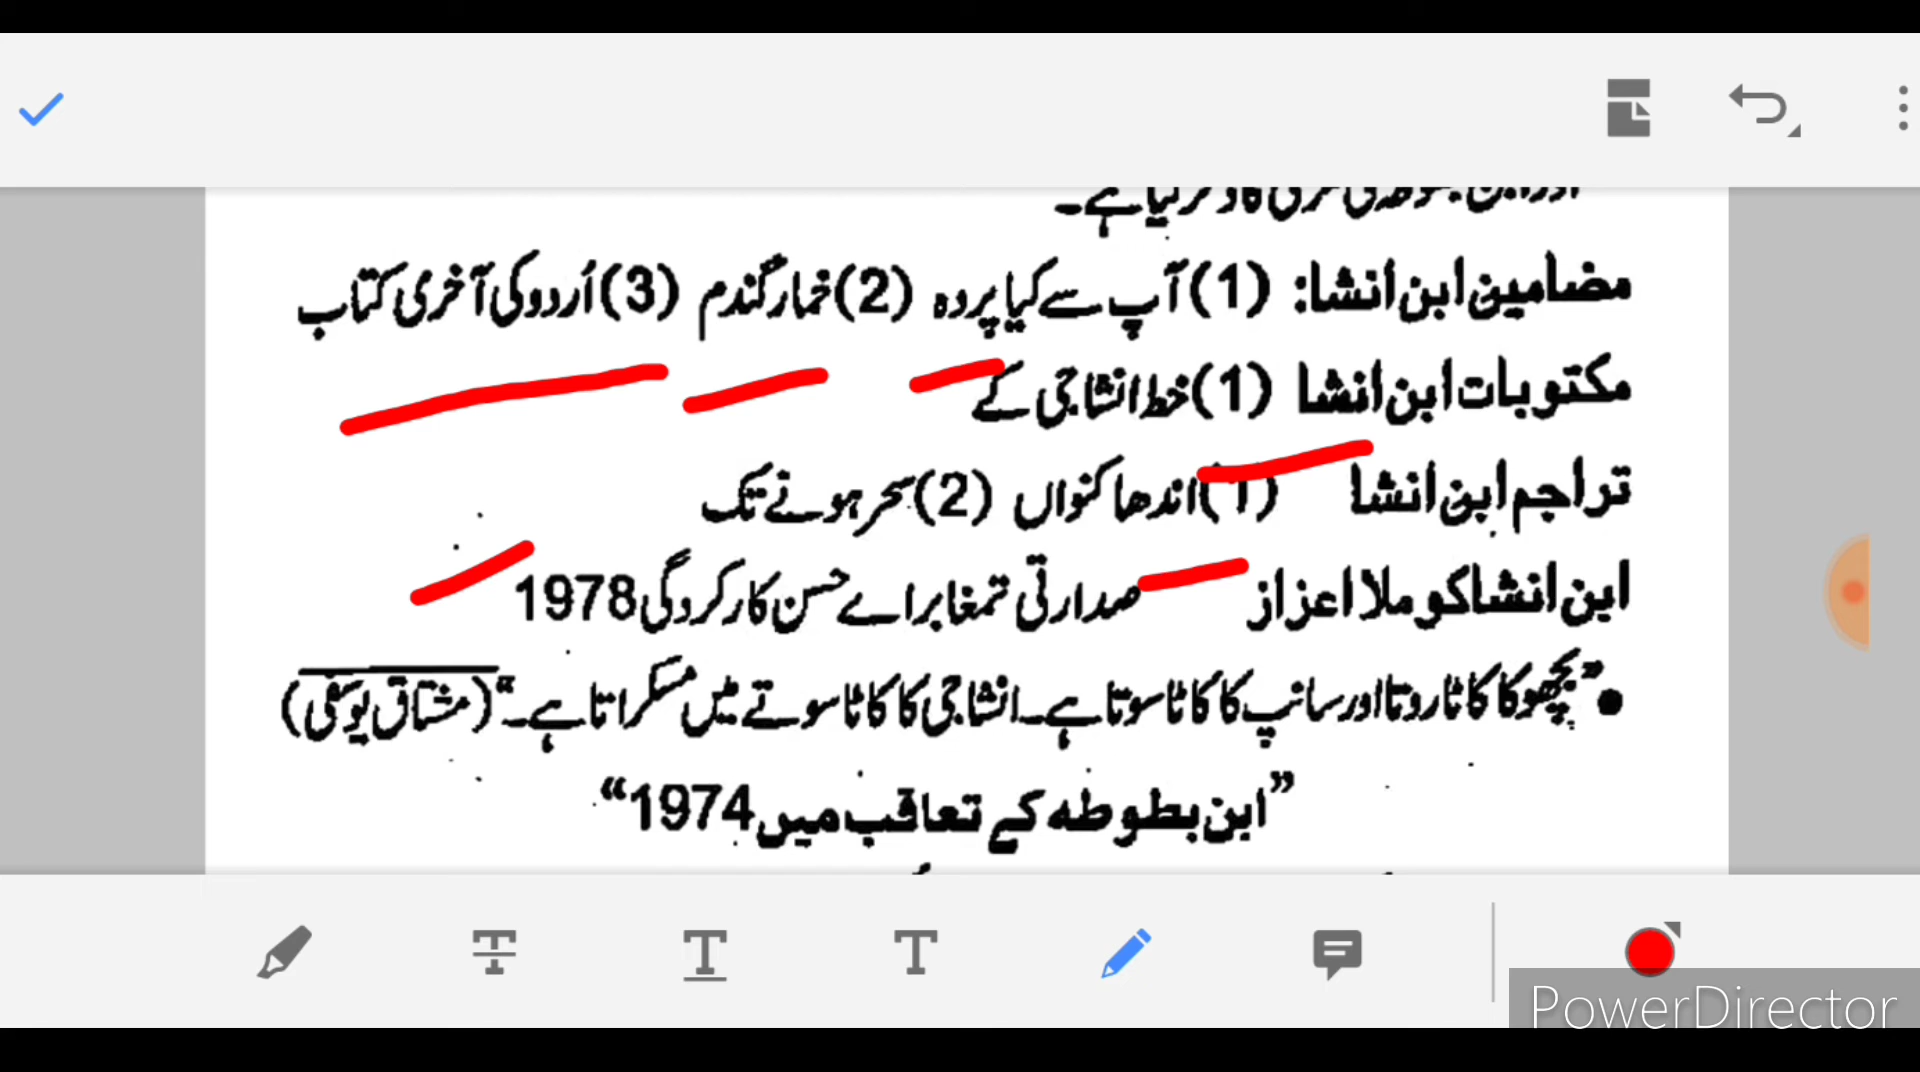 کیا ہے۔
مضامین ابن انشا: (1) آپ سے کیا پردہ (2) خمار گندم (3) اُردو کی آخری کتاب
مکتوبات ابن انشا (1) خط انشا جی کے
تراجم ابن انشا (1) اندھا کنواں (2) سحر ہونے تک
ابن انشا کو ملا اعزاز صدارتی تمغا براے حسن کارکردگی 1978
● ”بچھو کا کاٹا روتا اور سانپ کا کاٹا سوتا ہے۔ انشا جی کا کاٹا سوتے میں مسکراتا ہے۔“ (مشتاق یوسفی)
”ابن بطوطہ کے تعاقب میں 1974“
PowerDirector